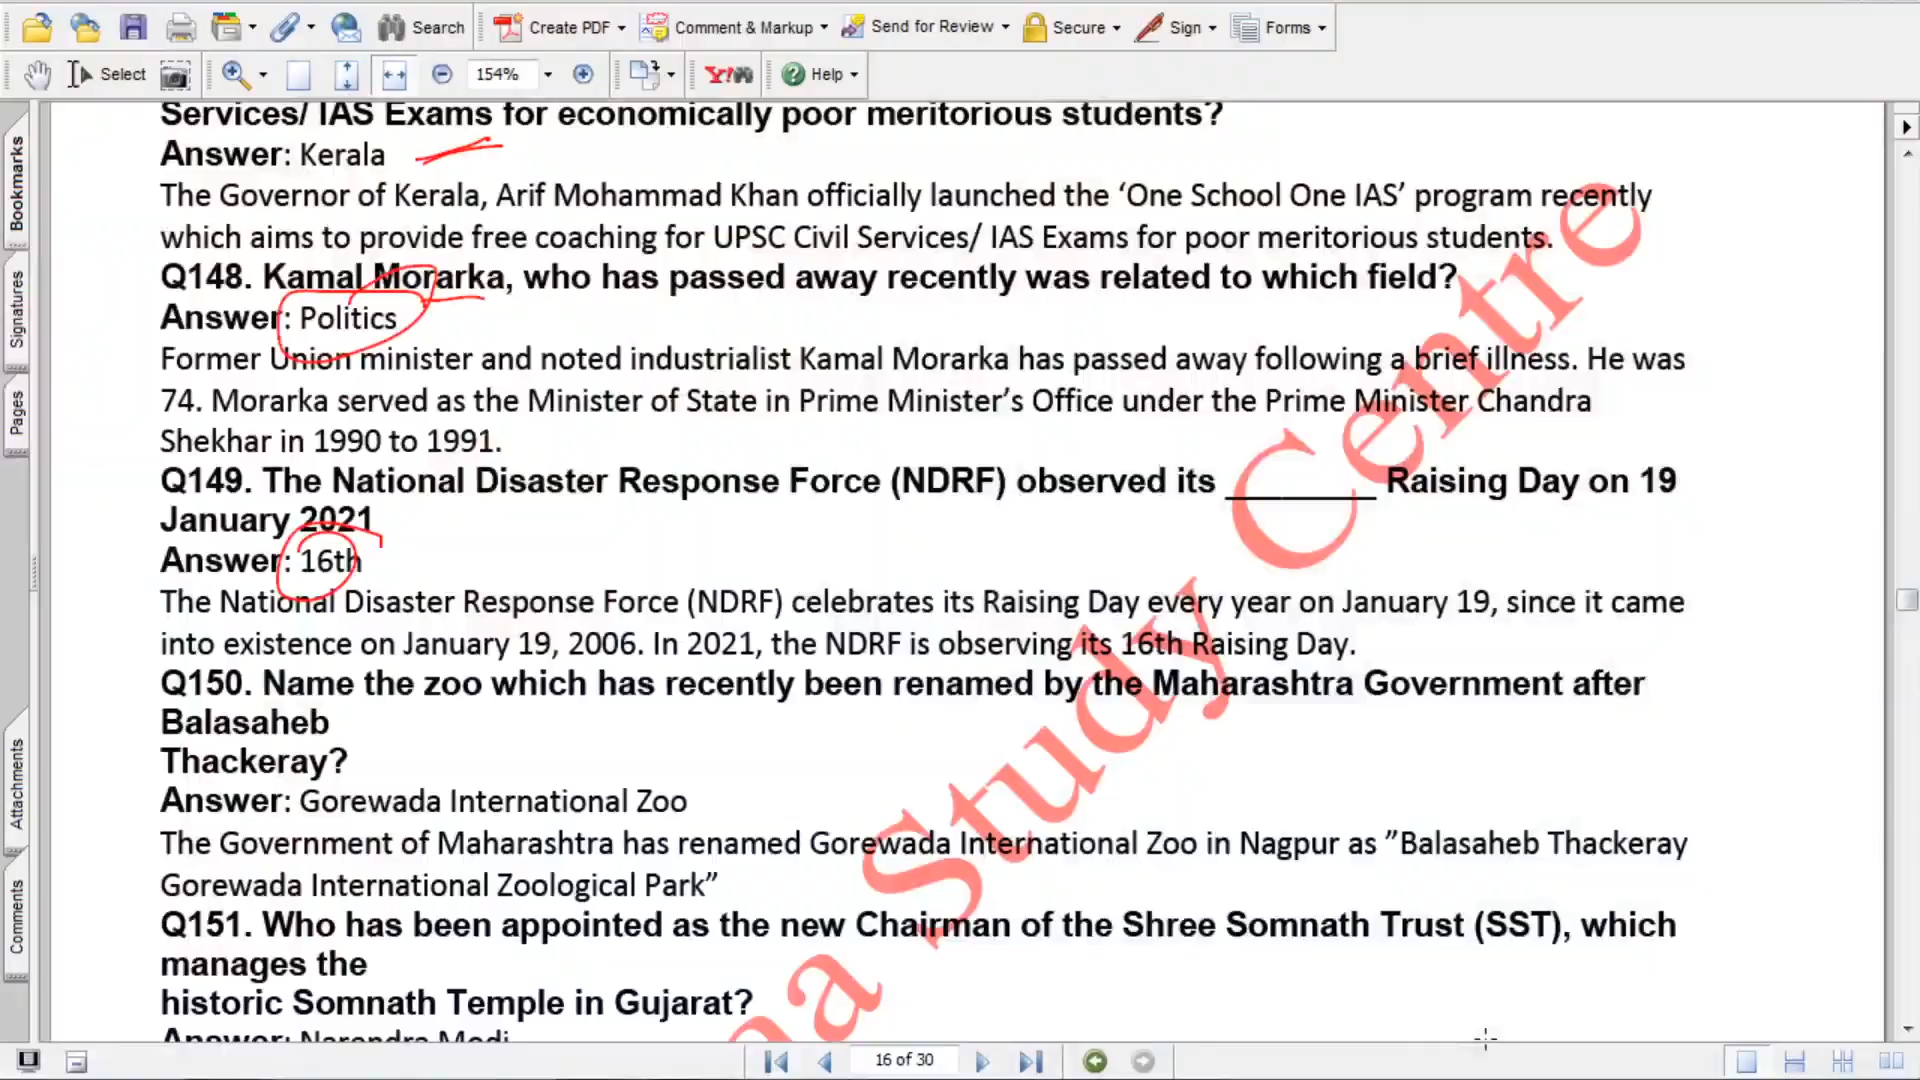 Search
Create PDF
Comment & Markup
Send for Review
Secure
Sign
Forms
Select
154%
Y!
Help
Bookmarks
Signatures
Pages
Attachments
Comments
Services/ IAS Exams for economically poor meritorious students?
Answer: Kerala
The Governor of Kerala, Arif Mohammad Khan officially launched the ‘One School One IAS’ program recently
which aims to provide free coaching for UPSC Civil Services/ IAS Exams for poor meritorious students.
Q148. Kamal Morarka, who has passed away recently was related to which field?
Answer: Politics
Former Union minister and noted industrialist Kamal Morarka has passed away following a brief illness. He was
74. Morarka served as the Minister of State in Prime Minister’s Office under the Prime Minister Chandra
Shekhar in 1990 to 1991.
Q149. The National Disaster Response Force (NDRF) observed its ________ Raising Day on 19
January 2021
Answer: 16th
The National Disaster Response Force (NDRF) celebrates its Raising Day every year on January 19, since it came
into existence on January 19, 2006. In 2021, the NDRF is observing its 16th Raising Day.
Q150. Name the zoo which has recently been renamed by the Maharashtra Government after
Balasaheb
Thackeray?
Answer: Gorewada International Zoo
The Government of Maharashtra has renamed Gorewada International Zoo in Nagpur as ”Balasaheb Thackeray
Gorewada International Zoological Park”
Q151. Who has been appointed as the new Chairman of the Shree Somnath Trust (SST), which
manages the
historic Somnath Temple in Gujarat?
Answer: Narendra Modi
na Study Centre
16 of 30